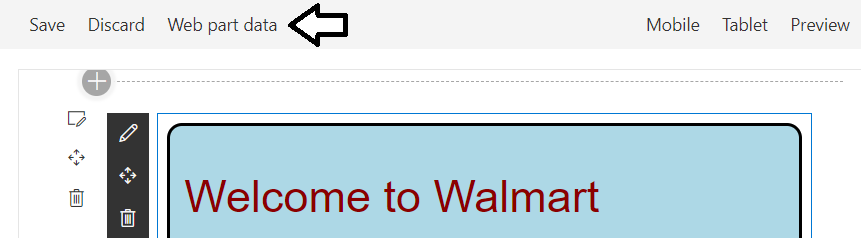 Save Discard Web part data Mobile Tablet Preview
Welcome to Walmart